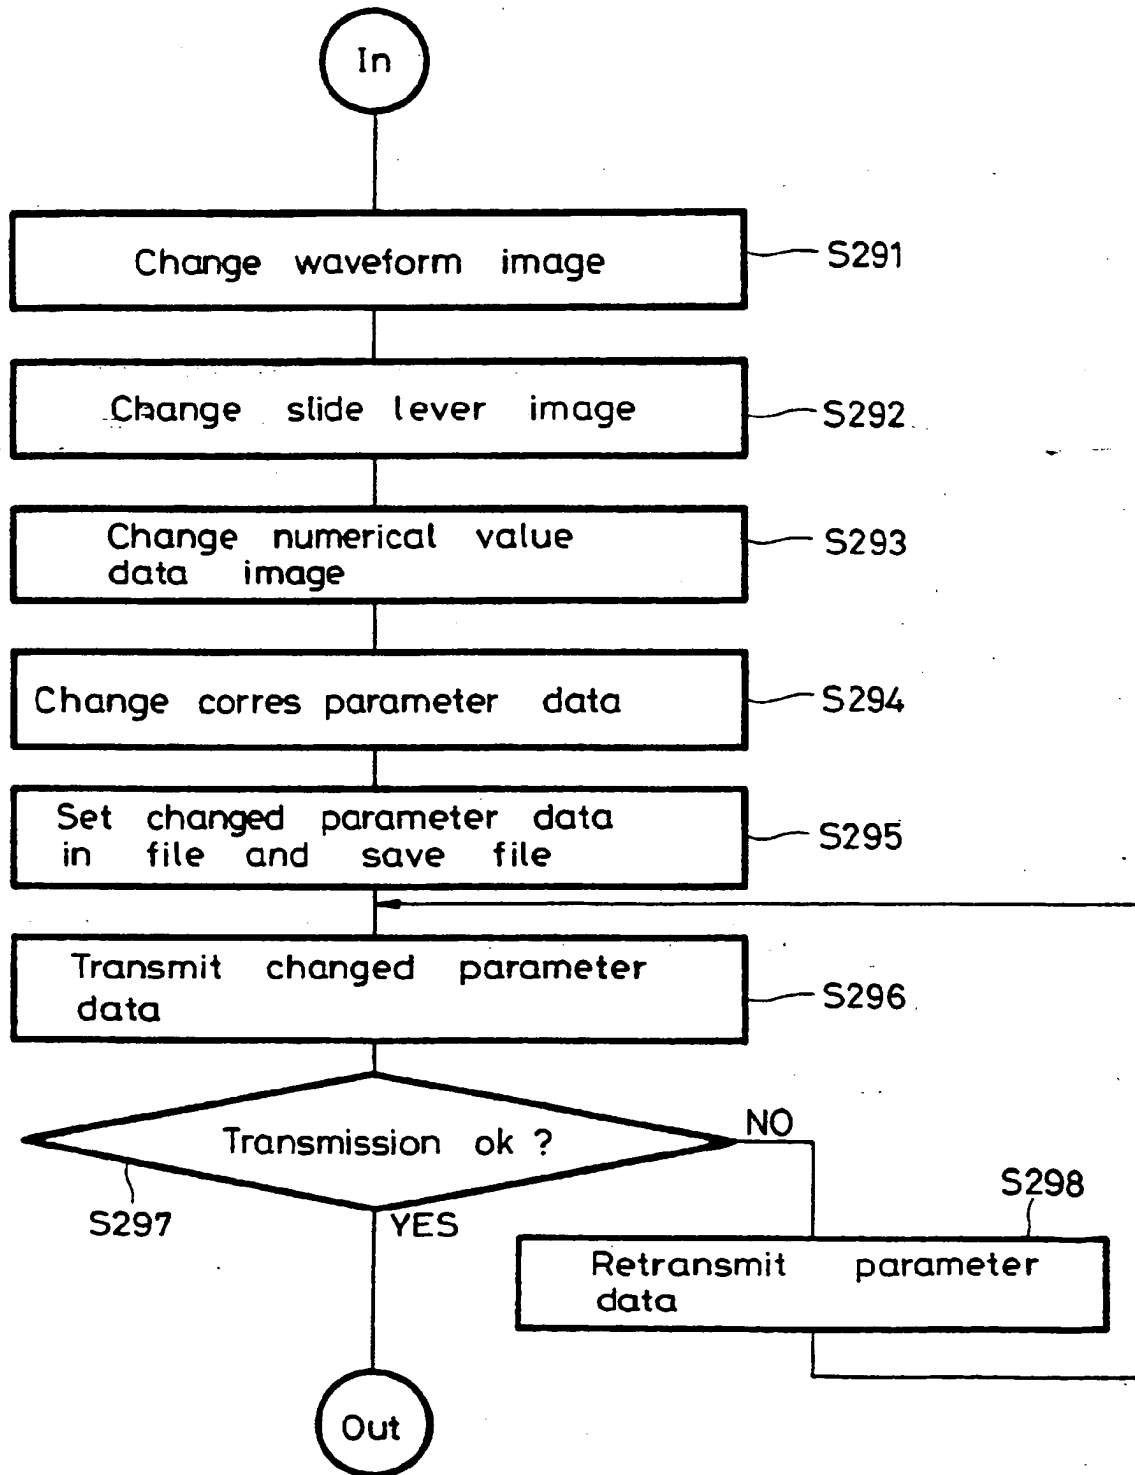 In
Change waveform image
S291
Change slide lever image
S292
Change numerical value
data image
S293
Change corres parameter data
S294
Set changed parameter data
in file and save file
S295
Transmit changed parameter
data
S296
Transmission ok ?
NO
S297
YES
S298
Retransmit parameter
data
Out